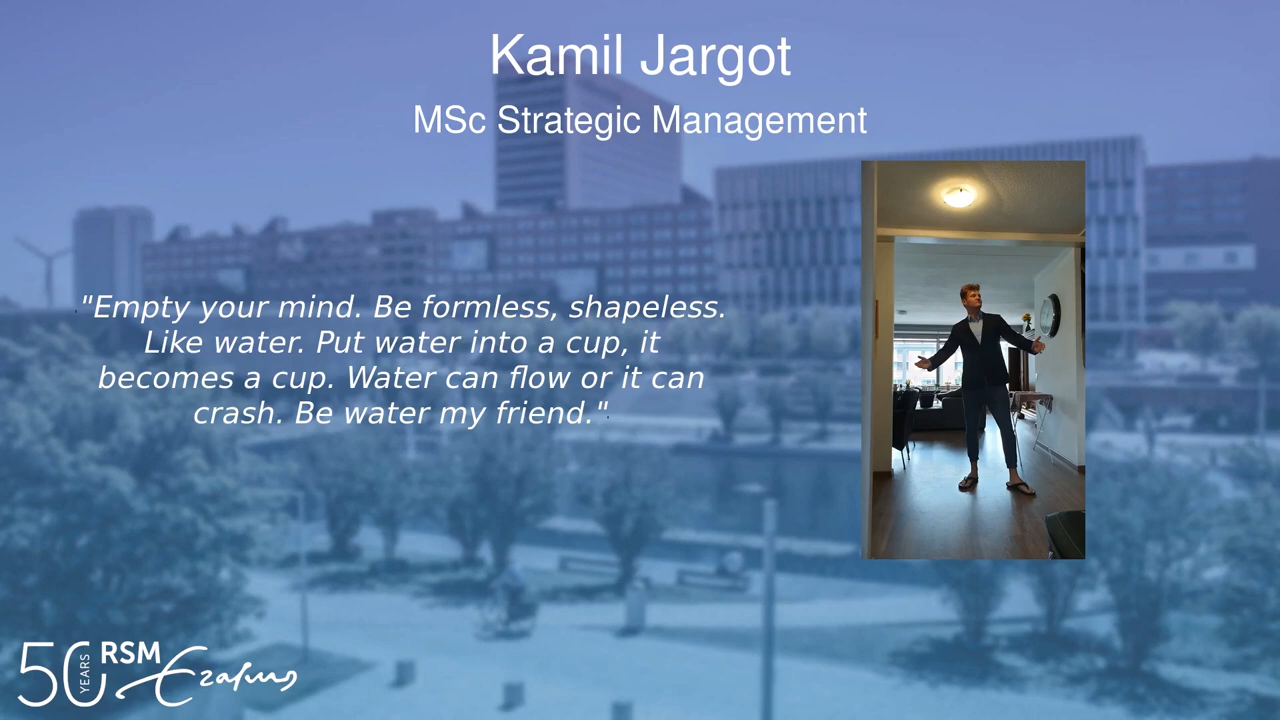 Kamil Jargot
MSc Strategic Management
"Empty your mind. Be formless, shapeless.
Like water. Put water into a cup, it
becomes a cup. Water can flow or it can
crash. Be water my friend."
50 YEARS RSM Erasmus